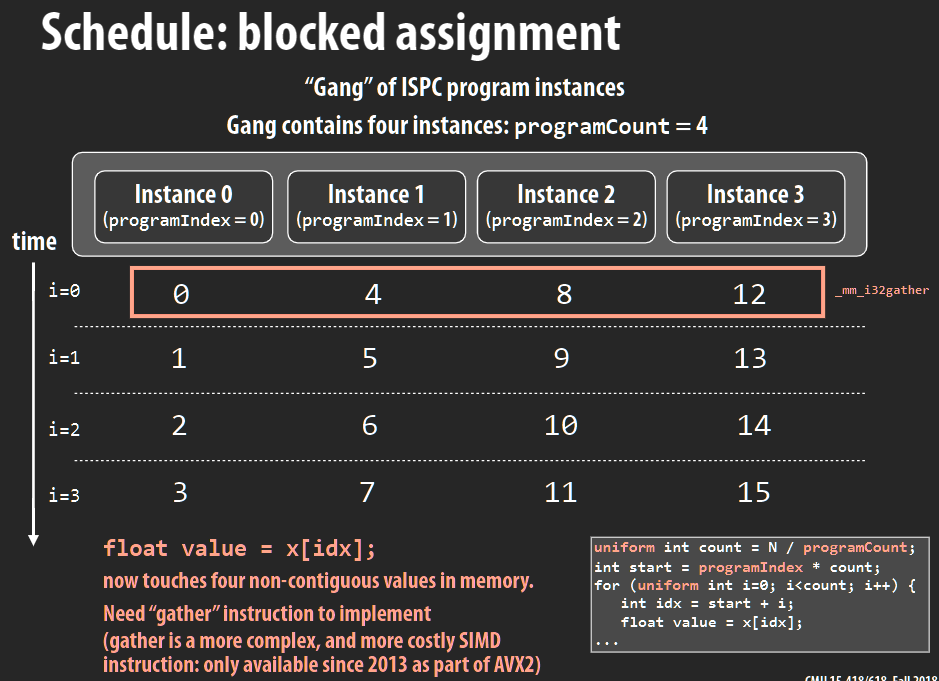 Schedule: blocked assignment
“Gang” of ISPC program instances
Gang contains four instances: programCount = 4
Instance 0
(programIndex = 0)
Instance 1
(programIndex = 1)
Instance 2
(programIndex = 2)
Instance 3
(programIndex = 3)
time
i=0
0 4 8 12
_mm_i32gather
i=1
1 5 9 13
i=2
2 6 10 14
i=3
3 7 11 15
float value = x[idx];
now touches four non-contiguous values in memory.
Need “gather” instruction to implement
(gather is a more complex, and more costly SIMD
instruction: only available since 2013 as part of AVX2)
uniform int count = N / programCount;
int start = programIndex * count;
for (uniform int i=0; i<count; i++) {
int idx = start + i;
float value = x[idx];
...
CMU 15-418/618, Fall 2018